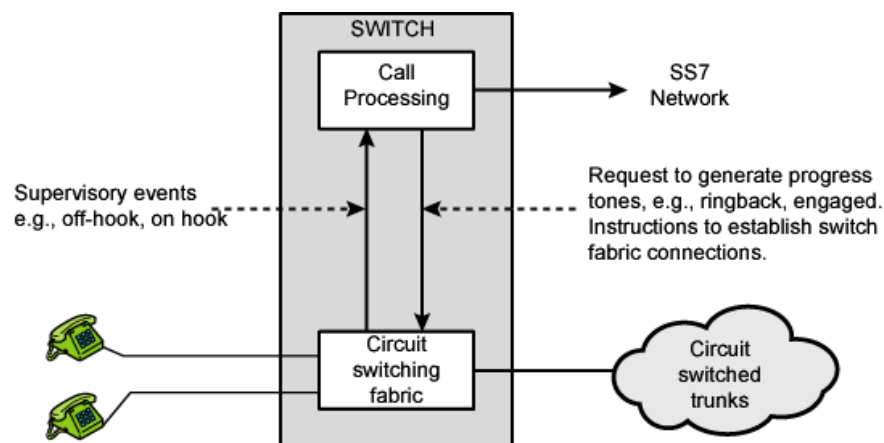 SWITCH
Call
Processing
SS7
Network
Supervisory events
e.g., off-hook, on hook
Request to generate progress
tones, e.g., ringback, engaged.
Instructions to establish switch
fabric connections.
Circuit
switching
fabric
Circuit
switched
trunks